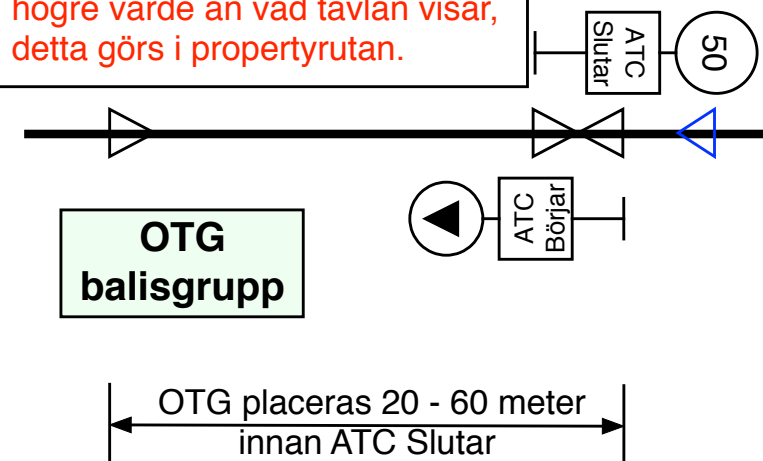 högre värde än vad tavlan visar,
detta görs i propertyrutan.
ATC
Slutar
50
ATC
Börjar
OTG
balisgrupp
OTG placeras 20 - 60 meter
innan ATC Slutar